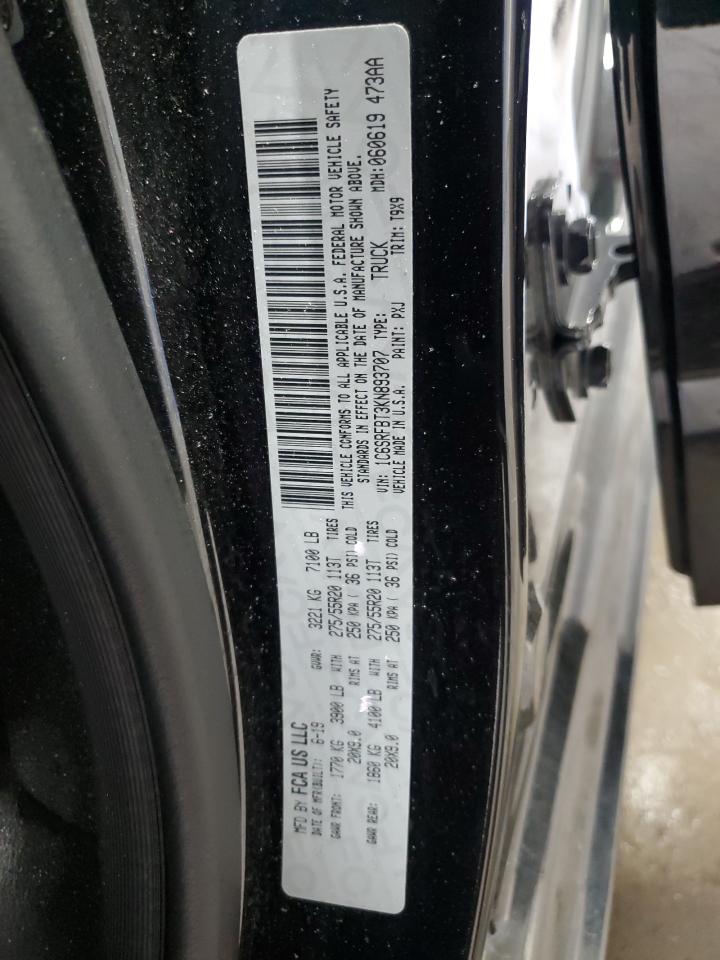 MFD BY FCA US LLC
DATE OF MFR(BUILT): 6-19 GVWR: 3221 KG 7100 LB
GAWR FRONT: 1770 KG 3900 LB WITH 275/55R20 113T TIRES
20X9.0 RIMS AT 250 KPA ( 36 PSI) COLD
GAWR REAR: 1860 KG 4100 LB WITH 275/55R20 113T TIRES
20X9.0 RIMS AT 250 KPA ( 36 PSI) COLD
THIS VEHICLE CONFORMS TO ALL APPLICABLE U.S.A. FEDERAL MOTOR VEHICLE SAFETY
STANDARDS IN EFFECT ON THE DATE OF MANUFACTURE SHOWN ABOVE.
VIN: 1C6SRFBT3KN893707 TYPE: TRUCK MDH:060619 473AA
VEHICLE MADE IN U.S.A. PAINT: PXJ TRIM: T9X9